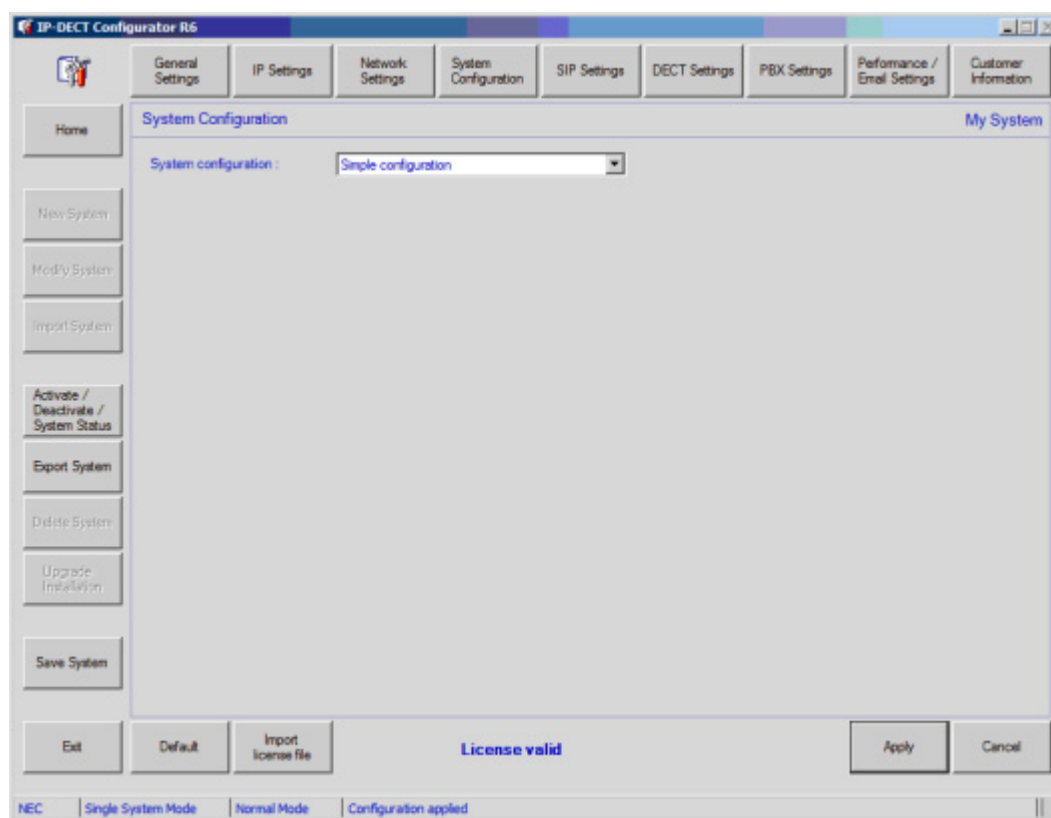 IP-DECT Configurator R6
General
Settings
IP Settings
Network
Settings
System
Configuration
SIP Settings
DECT Settings
PBX Settings
Performance /
Email Settings
Customer
Information
Home
System Configuration
My System
System configuration :
Simple configuration
New System
Modify System
Import System
Activate /
Deactivate /
System Status
Export System
Delete System
Upgrade
Installation
Save System
Exit
Default
Import
license file
License valid
Apply
Cancel
NEC
Single System Mode
Normal Mode
Configuration applied